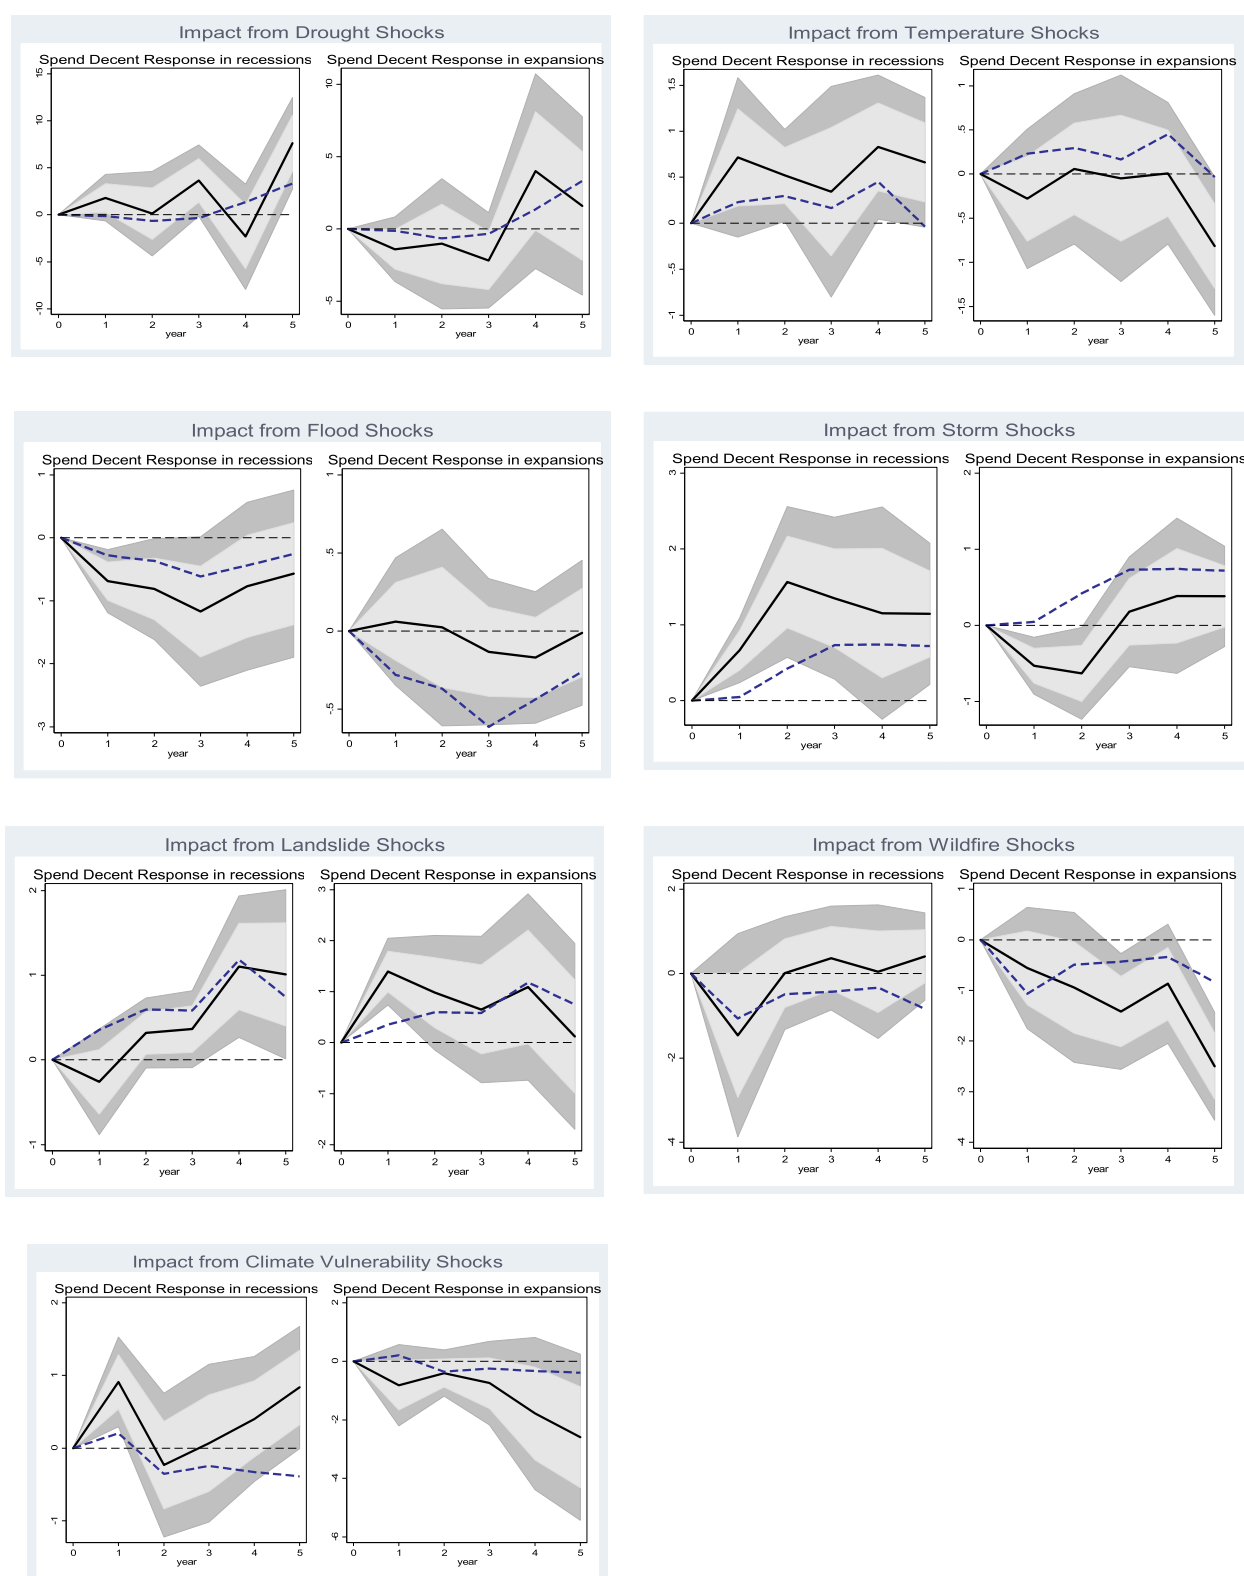 Impact from Drought Shocks
Spend Decent Response in recessions
15
10
5
0
-5
-10
0 1 2 3 4 5
year
Spend Decent Response in expansions
10
5
0
-5
0 1 2 3 4 5
year
Impact from Temperature Shocks
Spend Decent Response in recessions
1.5
1
.5
0
-.5
-1
0 1 2 3 4 5
year
Spend Decent Response in expansions
1
.5
0
-.5
-1
-1.5
0 1 2 3 4 5
year
Impact from Flood Shocks
Spend Decent Response in recessions
1
0
-1
-2
-3
0 1 2 3 4 5
year
Spend Decent Response in expansions
1
.5
0
-.5
0 1 2 3 4 5
year
Impact from Storm Shocks
Spend Decent Response in recessions
3
2
1
0
0 1 2 3 4 5
year
Spend Decent Response in expansions
2
1
0
-1
0 1 2 3 4 5
year
Impact from Landslide Shocks
Spend Decent Response in recessions
2
1
0
-1
0 1 2 3 4 5
year
Spend Decent Response in expansions
3
2
1
0
-1
-2
0 1 2 3 4 5
year
Impact from Wildfire Shocks
Spend Decent Response in recessions
2
0
-2
-4
0 1 2 3 4 5
year
Spend Decent Response in expansions
1
0
-1
-2
-3
-4
0 1 2 3 4 5
year
Impact from Climate Vulnerability Shocks
Spend Decent Response in recessions
2
1
0
-1
0 1 2 3 4 5
year
Spend Decent Response in expansions
2
0
-2
-4
-6
0 1 2 3 4 5
year